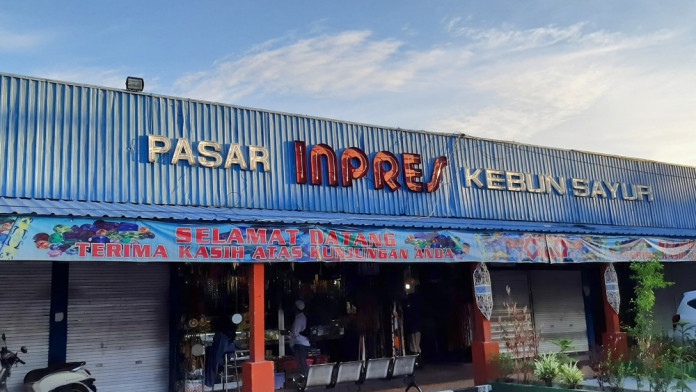 PASAR INPRES KEBUN SAYUR
SELAMAT DATANG
TERIMA KASIH ATAS KUNJUNGAN ANDA